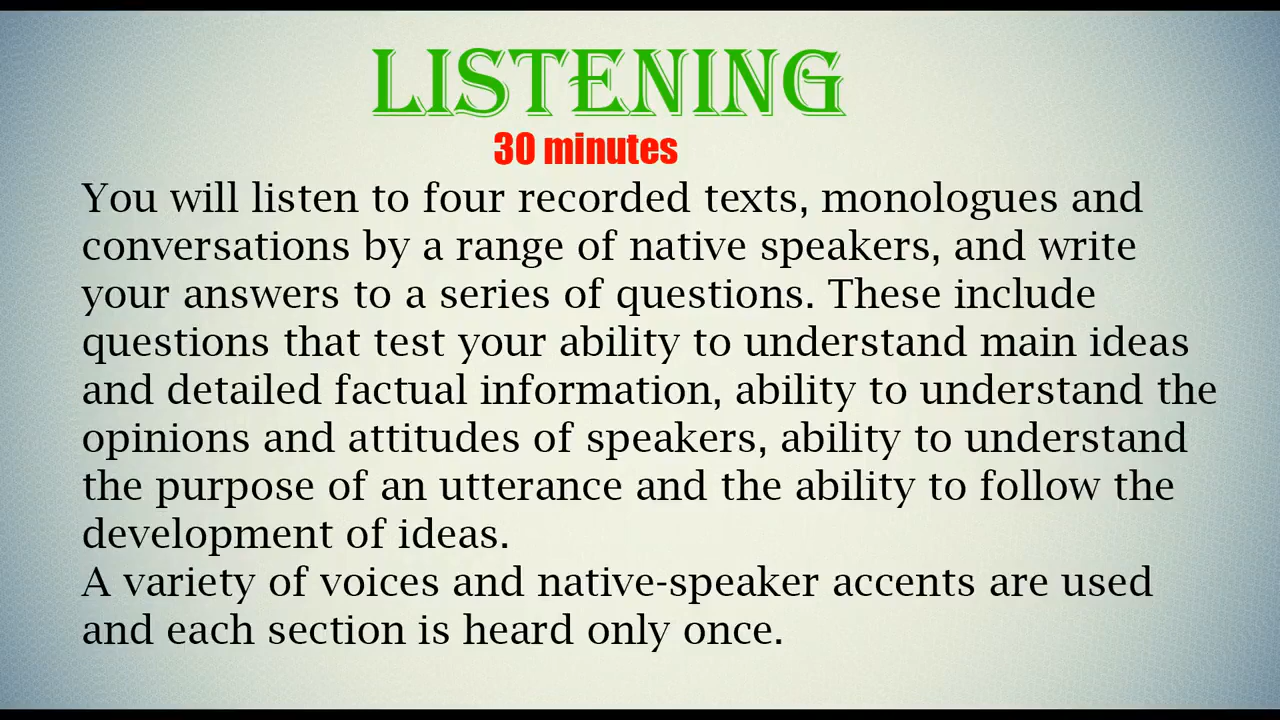 LISTENING
30 minutes
You will listen to four recorded texts, monologues and
conversations by a range of native speakers, and write
your answers to a series of questions. These include
questions that test your ability to understand main ideas
and detailed factual information, ability to understand the
opinions and attitudes of speakers, ability to understand
the purpose of an utterance and the ability to follow the
development of ideas.
A variety of voices and native-speaker accents are used
and each section is heard only once.